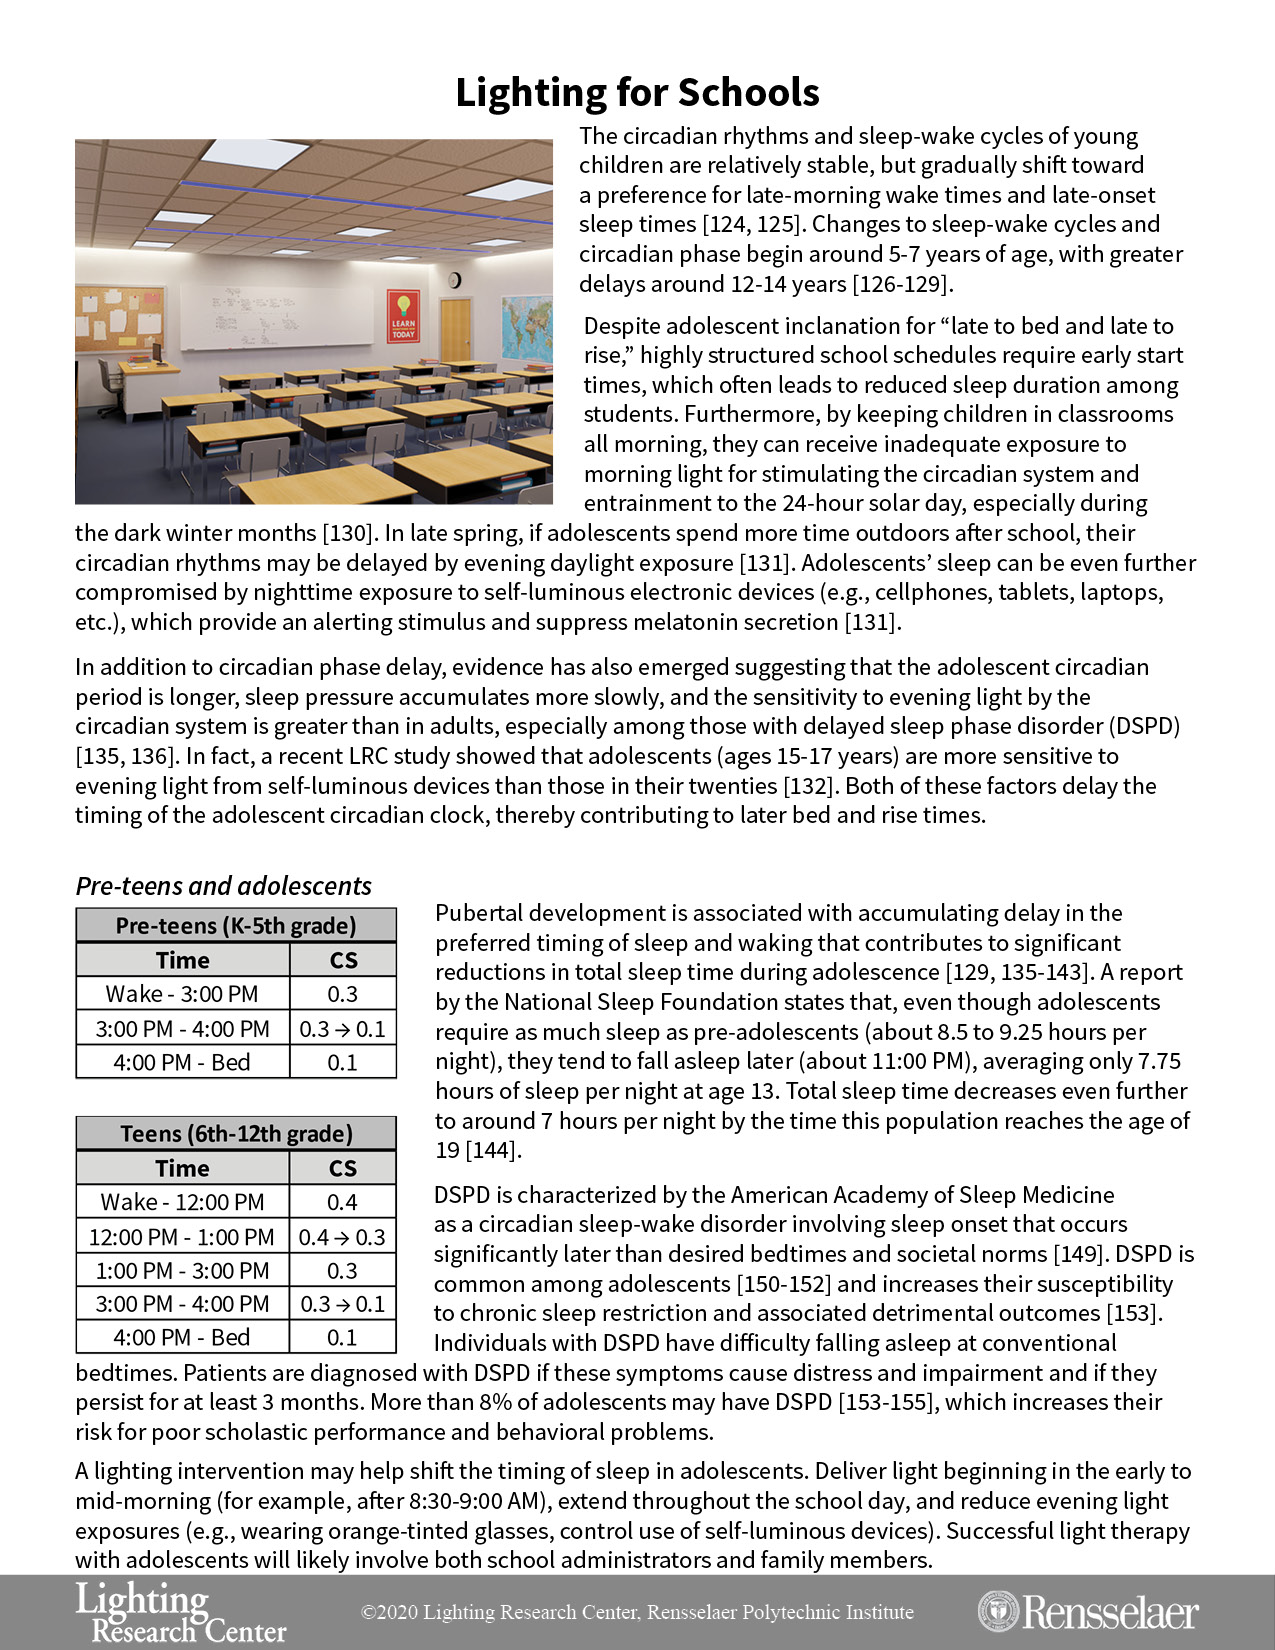 Lighting for Schools
The circadian rhythms and sleep-wake cycles of young
children are relatively stable, but gradually shift toward
a preference for late-morning wake times and late-onset
sleep times [124, 125]. Changes to sleep-wake cycles and
circadian phase begin around 5-7 years of age, with greater
delays around 12-14 years [126-129].
LEARN
TODAY
Despite adolescent inclanation for “late to bed and late to
rise,” highly structured school schedules require early start
times, which often leads to reduced sleep duration among
students. Furthermore, by keeping children in classrooms
all morning, they can receive inadequate exposure to
morning light for stimulating the circadian system and
entrainment to the 24-hour solar day, especially during
the dark winter months [130]. In late spring, if adolescents spend more time outdoors after school, their
circadian rhythms may be delayed by evening daylight exposure [131]. Adolescents’ sleep can be even further
compromised by nighttime exposure to self-luminous electronic devices (e.g., cellphones, tablets, laptops,
etc.), which provide an alerting stimulus and suppress melatonin secretion [131].
In addition to circadian phase delay, evidence has also emerged suggesting that the adolescent circadian
period is longer, sleep pressure accumulates more slowly, and the sensitivity to evening light by the
circadian system is greater than in adults, especially among those with delayed sleep phase disorder (DSPD)
[135, 136]. In fact, a recent LRC study showed that adolescents (ages 15-17 years) are more sensitive to
evening light from self-luminous devices than those in their twenties [132]. Both of these factors delay the
timing of the adolescent circadian clock, thereby contributing to later bed and rise times.
Pre-teens and adolescents
Pre-teens (K-5th grade)
Time CS
Wake - 3:00 PM 0.3
3:00 PM - 4:00 PM 0.3 → 0.1
4:00 PM - Bed 0.1
Teens (6th-12th grade)
Time CS
Wake - 12:00 PM 0.4
12:00 PM - 1:00 PM 0.4 → 0.3
1:00 PM - 3:00 PM 0.3
3:00 PM - 4:00 PM 0.3 → 0.1
4:00 PM - Bed 0.1
Pubertal development is associated with accumulating delay in the
preferred timing of sleep and waking that contributes to significant
reductions in total sleep time during adolescence [129, 135-143]. A report
by the National Sleep Foundation states that, even though adolescents
require as much sleep as pre-adolescents (about 8.5 to 9.25 hours per
night), they tend to fall asleep later (about 11:00 PM), averaging only 7.75
hours of sleep per night at age 13. Total sleep time decreases even further
to around 7 hours per night by the time this population reaches the age of
19 [144].
DSPD is characterized by the American Academy of Sleep Medicine
as a circadian sleep-wake disorder involving sleep onset that occurs
significantly later than desired bedtimes and societal norms [149]. DSPD is
common among adolescents [150-152] and increases their susceptibility
to chronic sleep restriction and associated detrimental outcomes [153].
Individuals with DSPD have difficulty falling asleep at conventional
bedtimes. Patients are diagnosed with DSPD if these symptoms cause distress and impairment and if they
persist for at least 3 months. More than 8% of adolescents may have DSPD [153-155], which increases their
risk for poor scholastic performance and behavioral problems.
A lighting intervention may help shift the timing of sleep in adolescents. Deliver light beginning in the early to
mid-morning (for example, after 8:30-9:00 AM), extend throughout the school day, and reduce evening light
exposures (e.g., wearing orange-tinted glasses, control use of self-luminous devices). Successful light therapy
with adolescents will likely involve both school administrators and family members.
Lighting
Research Center
©2020 Lighting Research Center, Rensselaer Polytechnic Institute
Rensselaer